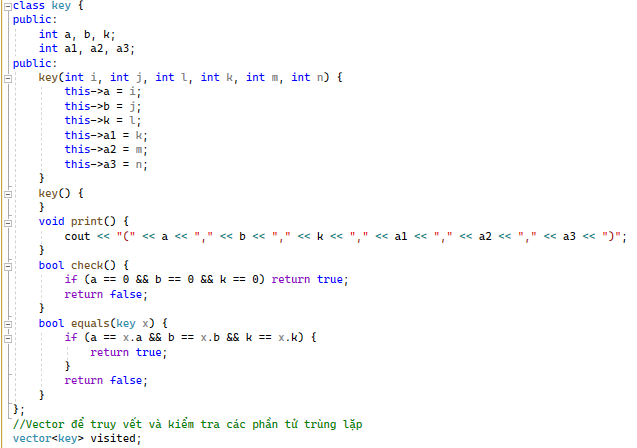 class key {
public:
    int a, b, k;
    int a1, a2, a3;
public:
    key(int i, int j, int l, int k, int m, int n) {
        this->a = i;
        this->b = j;
        this->k = l;
        this->a1 = k;
        this->a2 = m;
        this->a3 = n;
    }
    key() {
    }
    void print() {
        cout << "(" << a << "," << b << "," << k << "," << a1 << "," << a2 << "," << a3 << ")";
    }
    bool check() {
        if (a == 0 && b == 0 && k == 0) return true;
        return false;
    }
    bool equals(key x) {
        if (a == x.a && b == x.b && k == x.k) {
            return true;
        }
        return false;
    }
};
//Vector để truy vết và kiểm tra các phần tử trùng lặp
vector<key> visited;